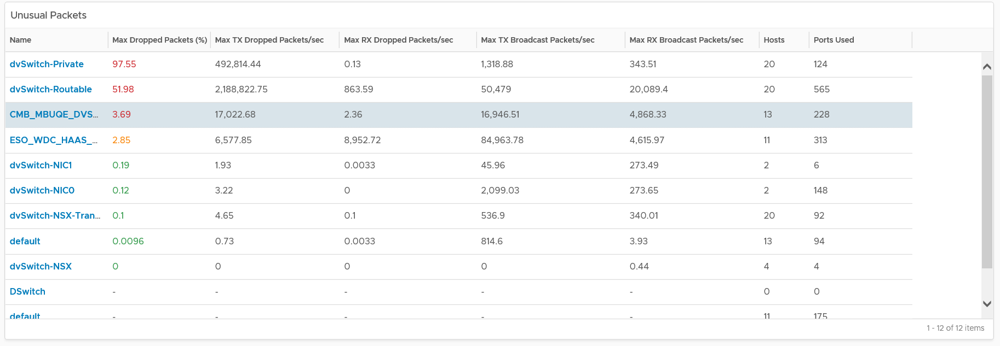 Unusual Packets
Name Max Dropped Packets (%) Max TX Dropped Packets/sec Max RX Dropped Packets/sec Max TX Broadcast Packets/sec Max RX Broadcast Packets/sec Hosts Ports Used
dvSwitch-Private 97.55 492,814.44 0.13 1,318.88 343.51 20 124
dvSwitch-Routable 51.98 2,188,822.75 863.59 50,479 20,089.4 20 565
CMB_MBUQE_DVS... 3.69 17,022.68 2.36 16,946.51 4,868.33 13 228
ESO_WDC_HAAS_... 2.85 6,577.85 8,952.72 84,963.78 4,615.97 11 313
dvSwitch-NIC1 0.19 1.93 0.0033 45.96 273.49 2 6
dvSwitch-NIC0 0.12 3.22 0 2,099.03 273.65 2 148
dvSwitch-NSX-Tran... 0.1 4.65 0.1 536.9 340.01 20 92
default 0.0096 0.73 0.0033 814.6 3.93 13 94
dvSwitch-NSX 0 0 0 0 0.44 4 4
DSwitch - - - - - 0 0
default - - - - - 11 175
1 - 12 of 12 items